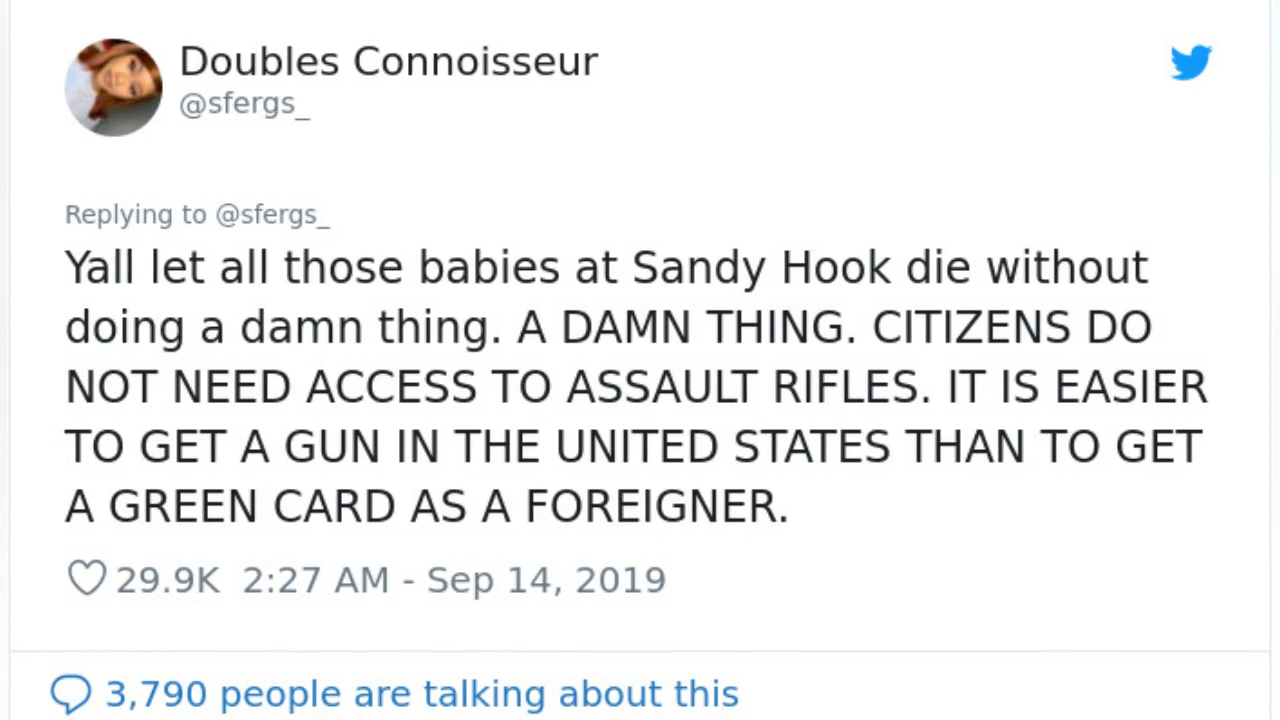 Doubles Connoisseur
@sfergs_
Replying to @sfergs_
Yall let all those babies at Sandy Hook die without
doing a damn thing. A DAMN THING. CITIZENS DO
NOT NEED ACCESS TO ASSAULT RIFLES. IT IS EASIER
TO GET A GUN IN THE UNITED STATES THAN TO GET
A GREEN CARD AS A FOREIGNER.
29.9K 2:27 AM - Sep 14, 2019
3,790 people are talking about this